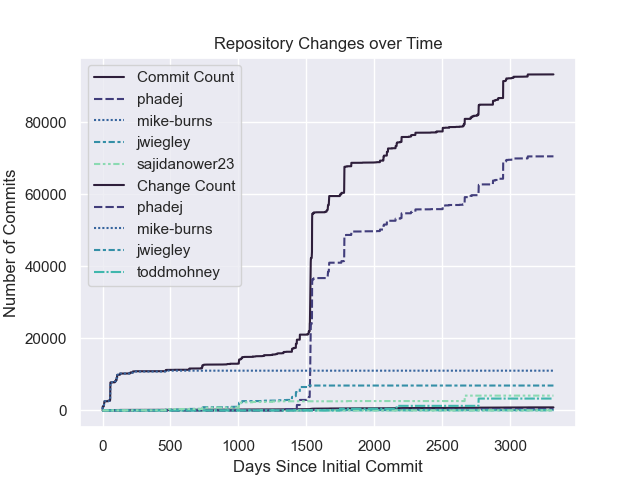 Repository Changes over Time
Commit Count
phadej
mike-burns
jwiegley
sajidanower23
Change Count
phadej
mike-burns
jwiegley
toddmohney
Number of Commits
80000
60000
40000
20000
0
0 500 1000 1500 2000 2500 3000
Days Since Initial Commit